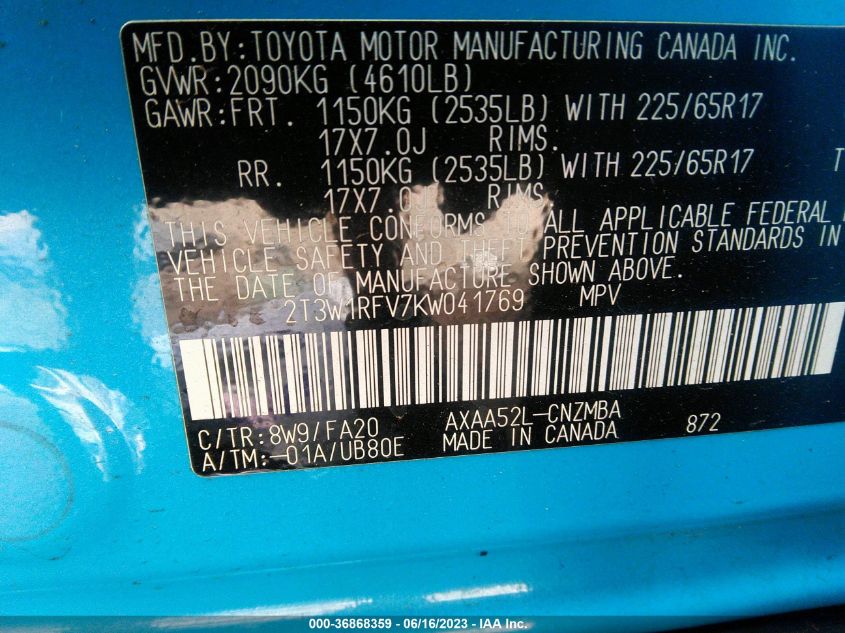 MFD.BY:TOYOTA MOTOR MANUFACTURING CANADA INC.
GVWR:2090KG (4610LB)
GAWR:FRT. 1150KG (2535LB) WITH 225/65R17
17X7.0J RIMS.
RR. 1150KG (2535LB) WITH 225/65R17 T
17X7.0J RIMS
THIS VEHICLE CONFORMS TO ALL APPLICABLE FEDERAL
VEHICLE SAFETY AND THEFT PREVENTION STANDARDS IN
THE DATE OF MANUFACTURE SHOWN ABOVE.
2T3W1RFV7KW041769 MPV
C/TR:8W9/FA20 AXAA52L-CNZMBA 872
A/TM:-01A/UB80E MADE IN CANADA
000-36868359 - 06/16/2023 - IAA Inc.